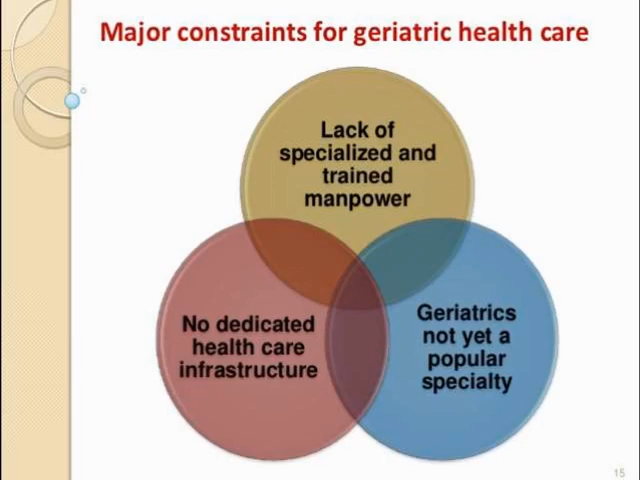 Major constraints for geriatric health care
Lack of
specialized and
trained
manpower
No dedicated
health care
infrastructure
Geriatrics
not yet a
popular
specialty
15